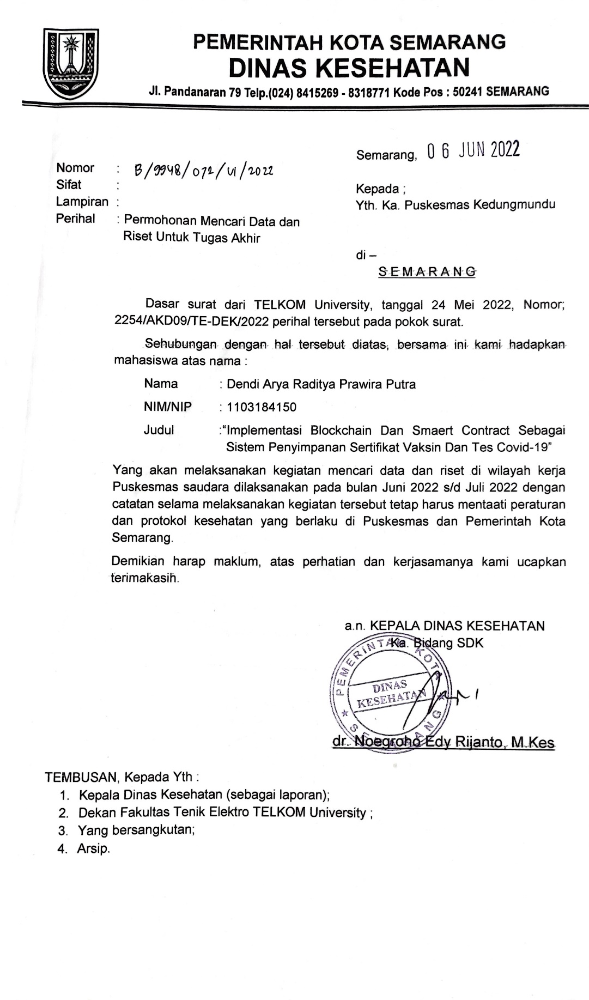 PEMERINTAH KOTA SEMARANG
DINAS KESEHATAN
Jl. Pandanaran 79 Telp.(024) 8415269 - 8318771 Kode Pos : 50241 SEMARANG
Semarang, 06 JUN 2022
Nomor : B/9948/072/VI/2022
Sifat :
Kepada ;
Lampiran :
Yth. Ka. Puskesmas Kedungmundu
Perihal : Permohonan Mencari Data dan
Riset Untuk Tugas Akhir
di –
S E M A R A N G
Dasar surat dari TELKOM University, tanggal 24 Mei 2022, Nomor;
2254/AKD09/TE-DEK/2022 perihal tersebut pada pokok surat.
Sehubungan dengan hal tersebut diatas, bersama ini kami hadapkan
mahasiswa atas nama :
Nama : Dendi Arya Raditya Prawira Putra
NIM/NIP : 1103184150
Judul :“Implementasi Blockchain Dan Smaert Contract Sebagai
Sistem Penyimpanan Sertifikat Vaksin Dan Tes Covid-19”
Yang akan melaksanakan kegiatan mencari data dan riset di wilayah kerja
Puskesmas saudara dilaksanakan pada bulan Juni 2022 s/d Juli 2022 dengan
catatan selama melaksanakan kegiatan tersebut tetap harus mentaati peraturan
dan protokol kesehatan yang berlaku di Puskesmas dan Pemerintah Kota
Semarang.
Demikian harap maklum, atas perhatian dan kerjasamanya kami ucapkan
terimakasih.
a.n. KEPALA DINAS KESEHATAN
Ka. Bidang SDK
PEMERINTAH KOTA
DINAS
KESEHATAN
SEMARANG
dr. Noegroho Edy Rijanto, M.Kes
TEMBUSAN, Kepada Yth :
1. Kepala Dinas Kesehatan (sebagai laporan);
2. Dekan Fakultas Tenik Elektro TELKOM University ;
3. Yang bersangkutan;
4. Arsip.